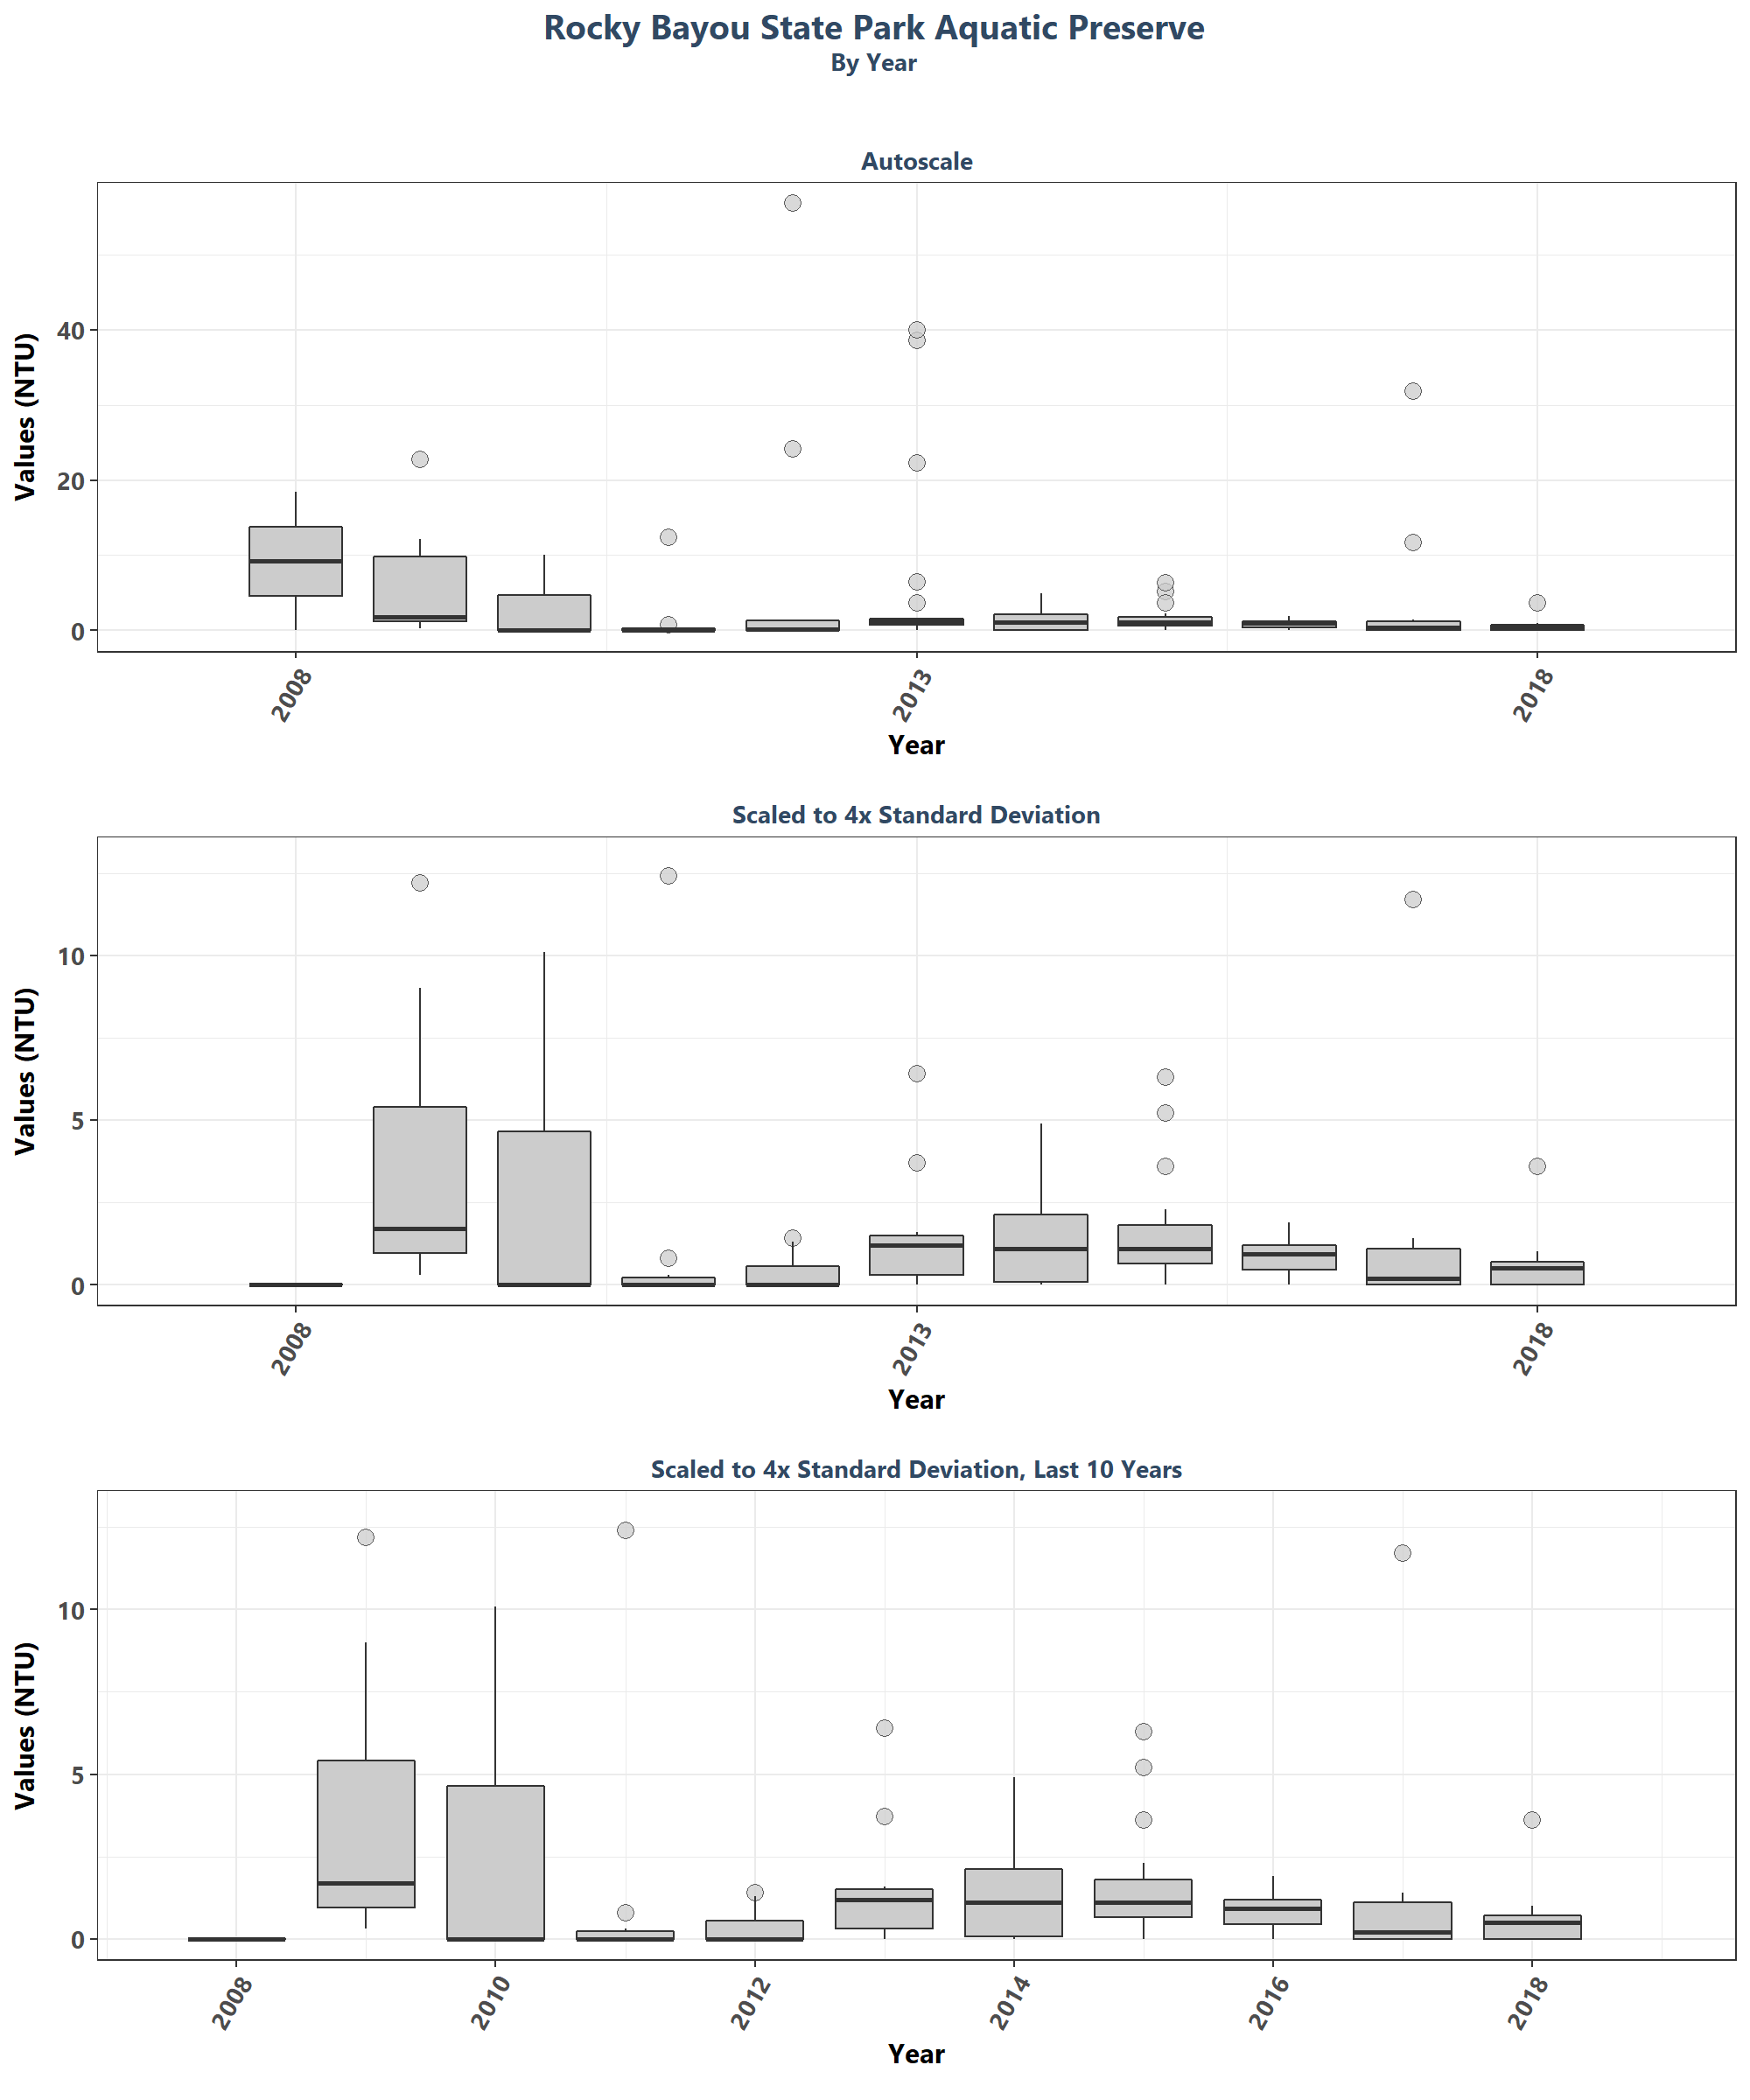 Rocky Bayou State Park Aquatic Preserve
By Year
Autoscale
Values (NTU)
40
20
0
2008
2013
2018
Year
Scaled to 4x Standard Deviation
Values (NTU)
10
5
0
2008
2013
2018
Year
Scaled to 4x Standard Deviation, Last 10 Years
Values (NTU)
10
5
0
2008
2010
2012
2014
2016
2018
Year